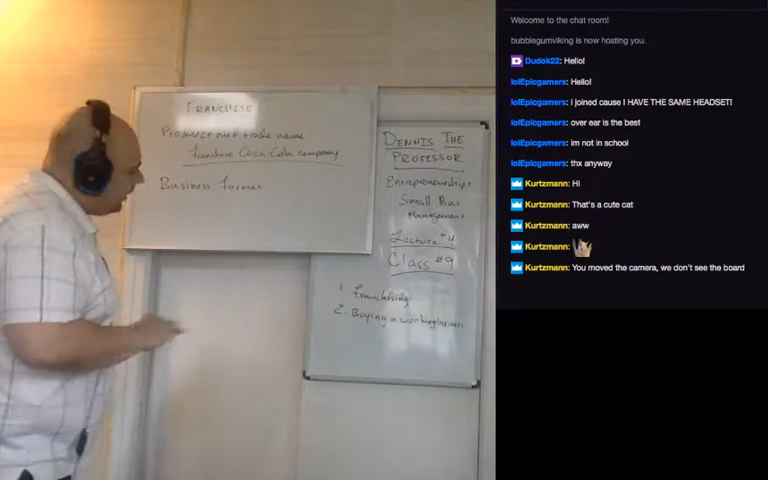 FRANCHISE
Product and trade name
Franchise Coca Cola company
Business Format
DENNIS THE
PROFESSOR
Entrepreneurship +
Small Bus
Management
Lecture #4
Class #9
1. Franchising
2. Buying a working business
Welcome to the chat room!
bubblegumviking is now hosting you.
Dudok22: Hello!
lolEpicgamers: Hello!
lolEpicgamers: I joined cause I HAVE THE SAME HEADSET!
lolEpicgamers: over ear is the best
lolEpicgamers: im not in school
lolEpicgamers: thx anyway
Kurtzmann: Hi
Kurtzmann: That's a cute cat
Kurtzmann: aww
Kurtzmann:
Kurtzmann: You moved the camera, we don't see the board